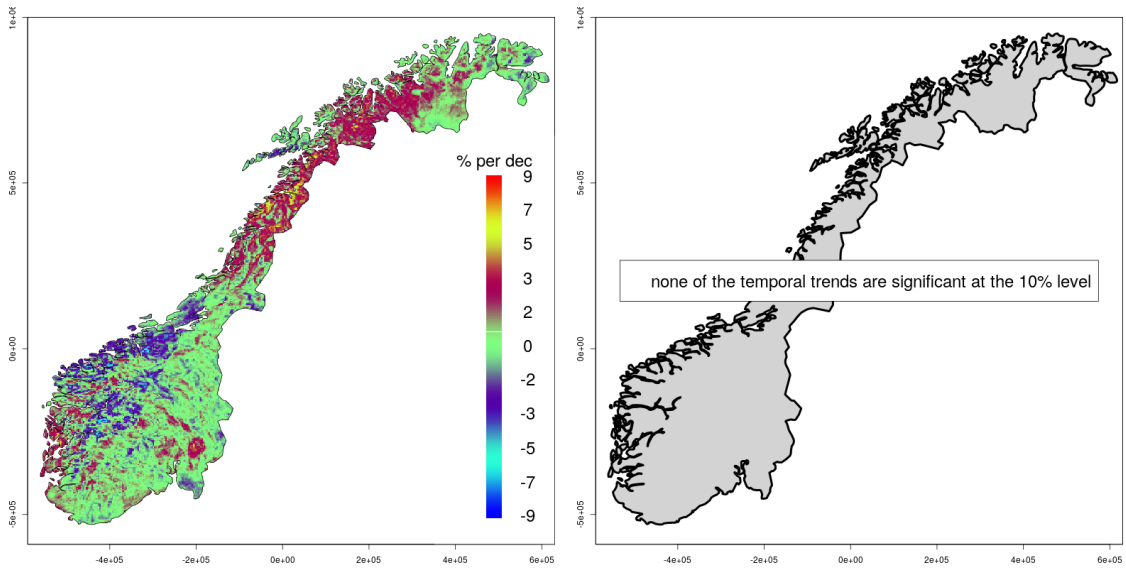 1e+06
5e+05
0e+00
-5e+05
-4e+05
-2e+05
0e+00
2e+05
4e+05
6e+05
% per dec
9
7
5
3
2
0
-2
-3
-5
-7
-9
5e+05
0e+00
-5e+05
-4e+05
-2e+05
0e+00
2e+05
4e+05
6e+05
none of the temporal trends are significant at the 10% level